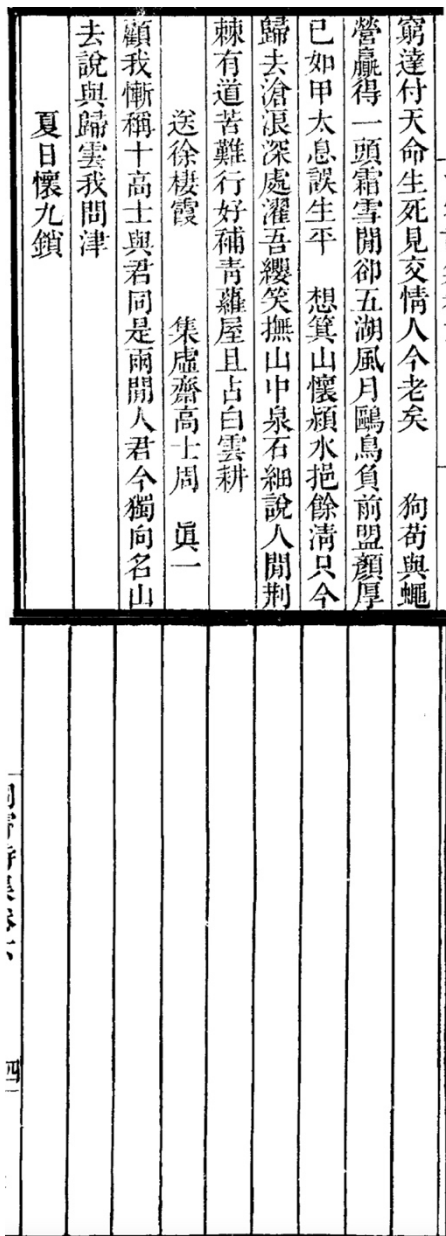 窮達付天命生死見交情人今老矣　狗苟與蠅
營贏得一頭霜雪閒卻五湖風月鷗鳥負前盟顏厚
已如甲太息誤生平　想箕山懷潁水挹餘清只今
歸去滄浪深處濯吾纓笑撫山中泉石細說人閒荆
棘有道苦難行好補靑蘿屋且占白雲耕
送徐棲霞　集虛齋高士周　眞一
顧我慚稱十高士與君同是兩閒人君今獨向名山
去說與歸雲我問津
夏日懷九鎖
四